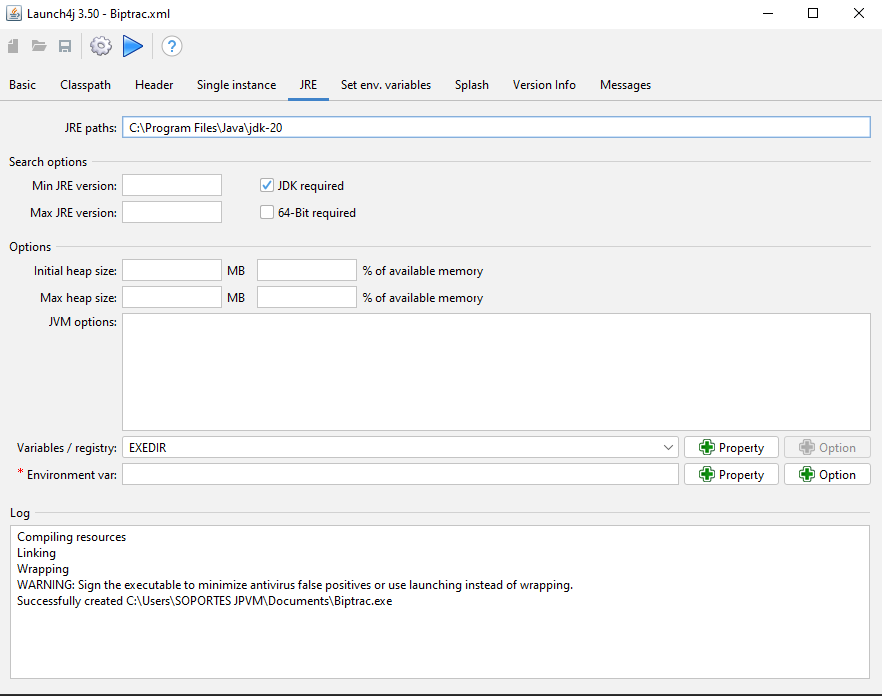 Launch4j 3.50 - Biptrac.xml
?
Basic Classpath Header Single instance JRE Set env. variables Splash Version Info Messages
JRE paths: C:\Program Files\Java\jdk-20
Search options
Min JRE version: JDK required
Max JRE version: 64-Bit required
Options
Initial heap size: MB % of available memory
Max heap size: MB % of available memory
JVM options:
Variables / registry: EXEDIR Property Option
* Environment var: Property Option
Log
Compiling resources
Linking
Wrapping
WARNING: Sign the executable to minimize antivirus false positives or use launching instead of wrapping.
Successfully created C:\Users\SOPORTES JPVM\Documents\Biptrac.exe